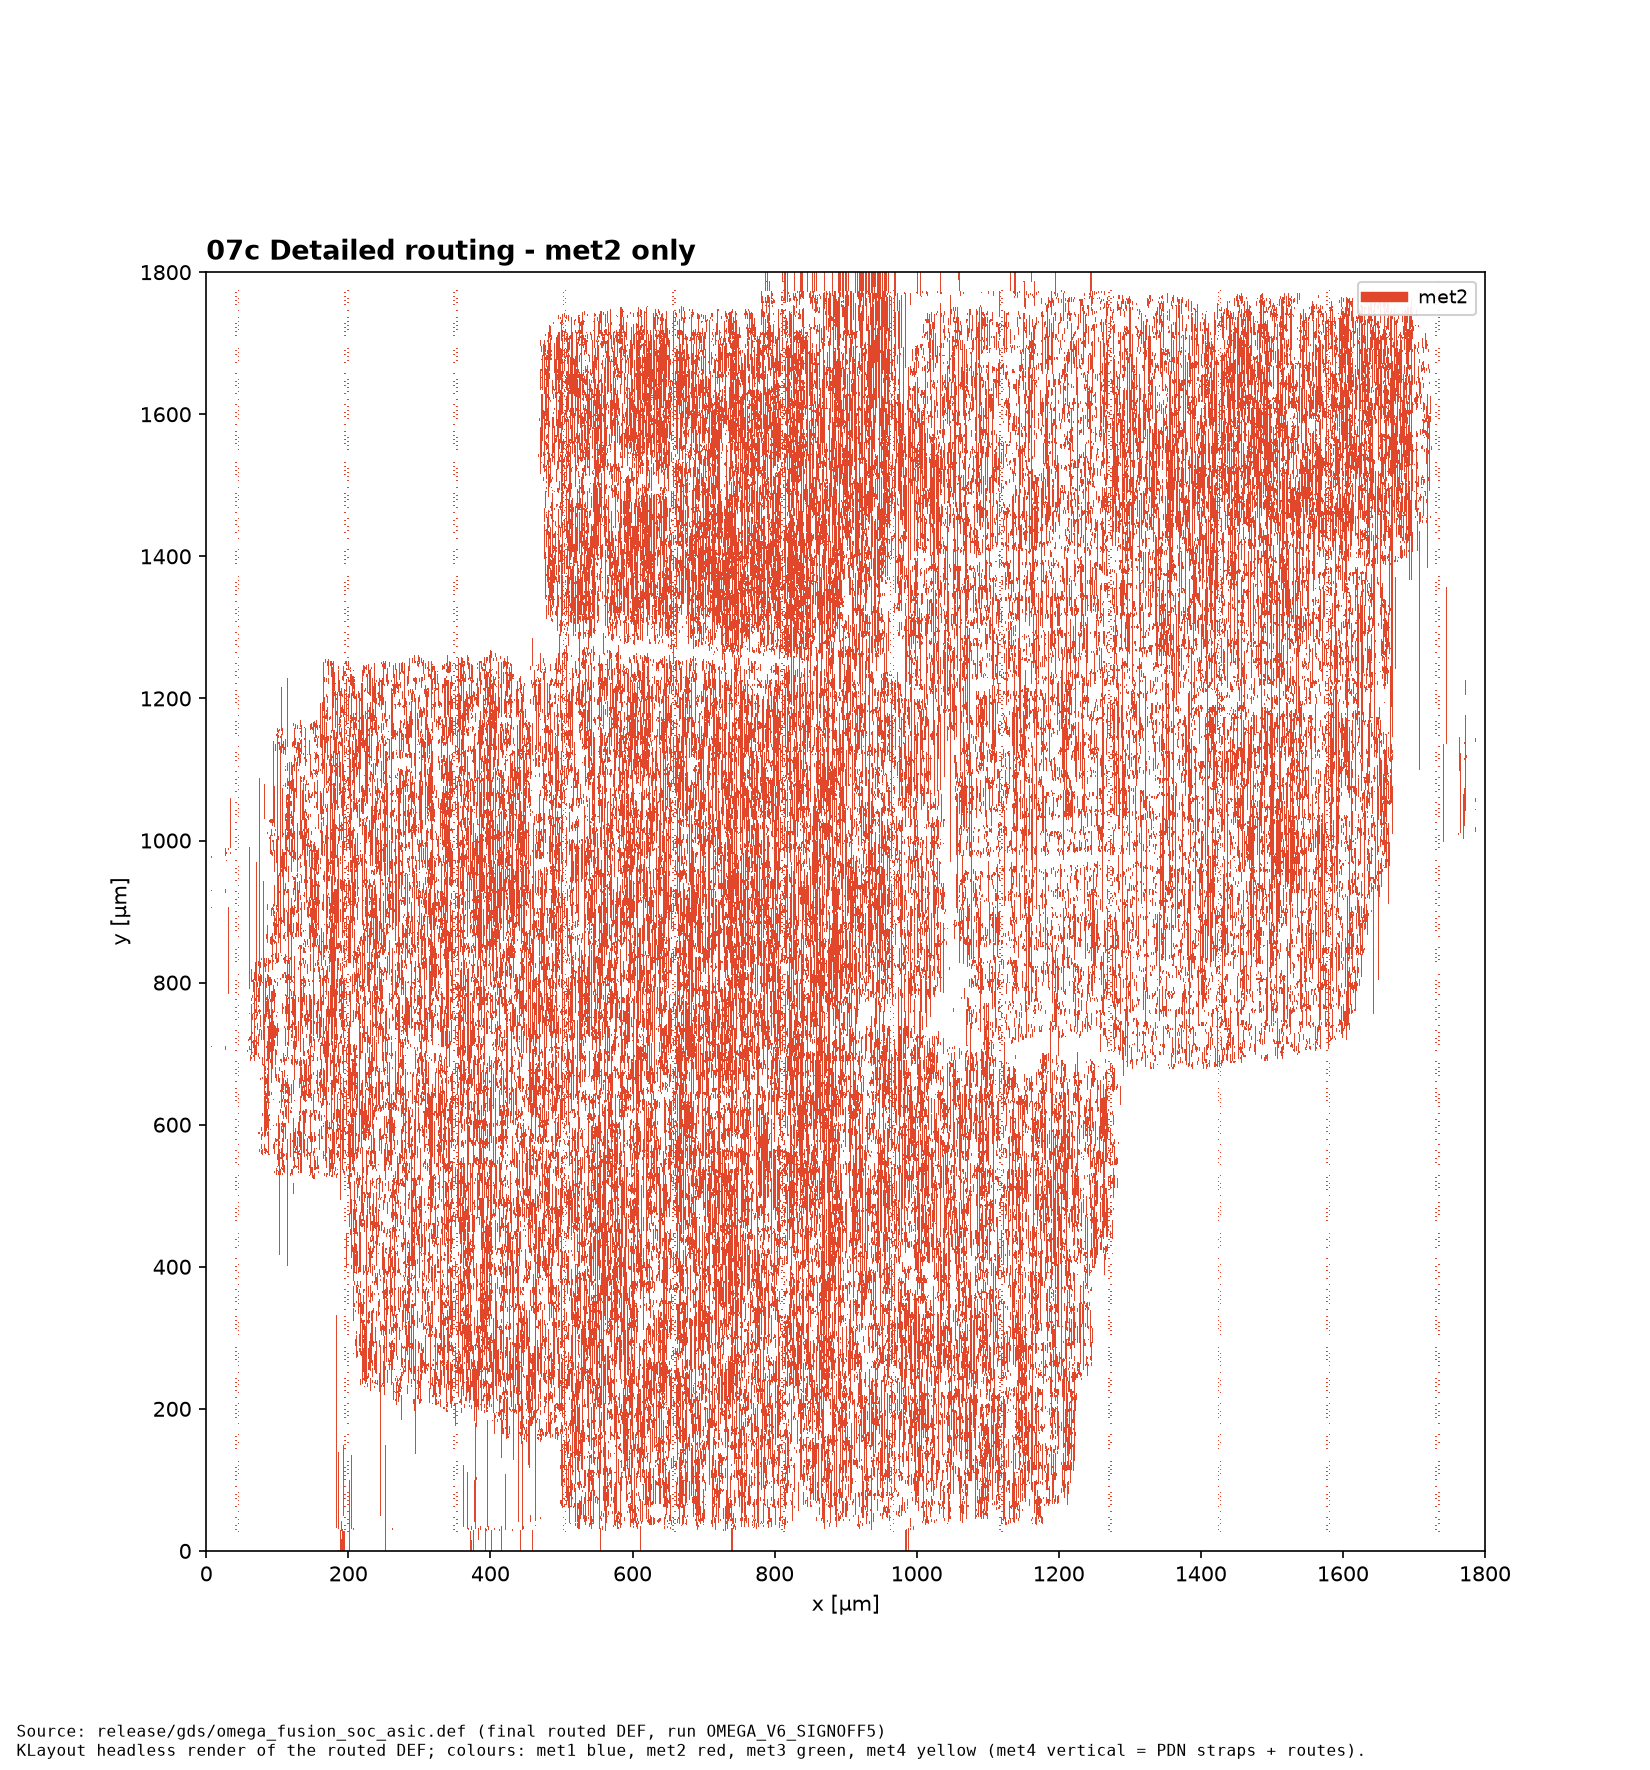 07c Detailed routing - met2 only
met2
1800
1600
1400
1200
1000
800
600
400
200
0
y [µm]
0 200 400 600 800 1000 1200 1400 1600 1800
x [µm]
Source: release/gds/omega_fusion_soc_asic.def (final routed DEF, run OMEGA_V6_SIGNOFF5)
KLayout headless render of the routed DEF; colours: met1 blue, met2 red, met3 green, met4 yellow (met4 vertical = PDN straps + routes).